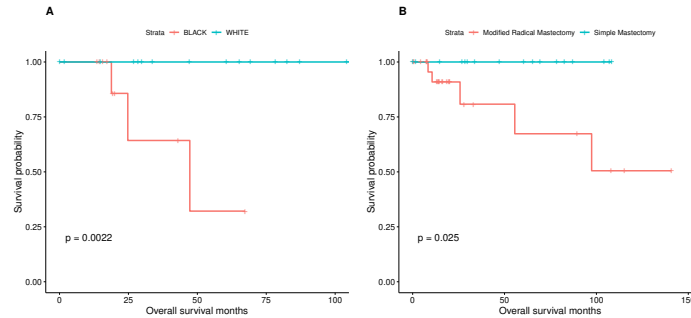 A
Strata BLACK WHITE
1.00
0.75
0.50
0.25
0.00
Survival probability
p = 0.0022
0 25 50 75 100
Overall survival months
B
Strata Modified Radical Mastectomy Simple Mastectomy
1.00
0.75
0.50
0.25
0.00
Survival probability
p = 0.025
0 50 100
Overall survival months